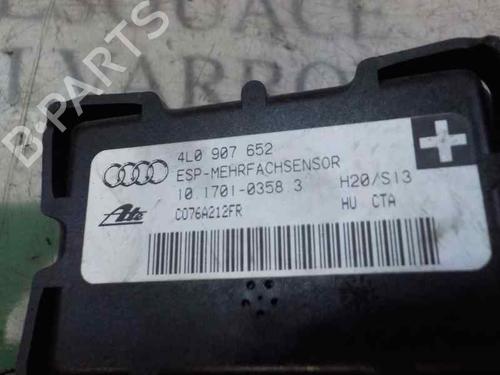 B-PARTS
4L0 907 652
ESP-MEHRFACHSENSOR
10.1701-0358 3 H20/S13
Ate C076A212FR HU CTA